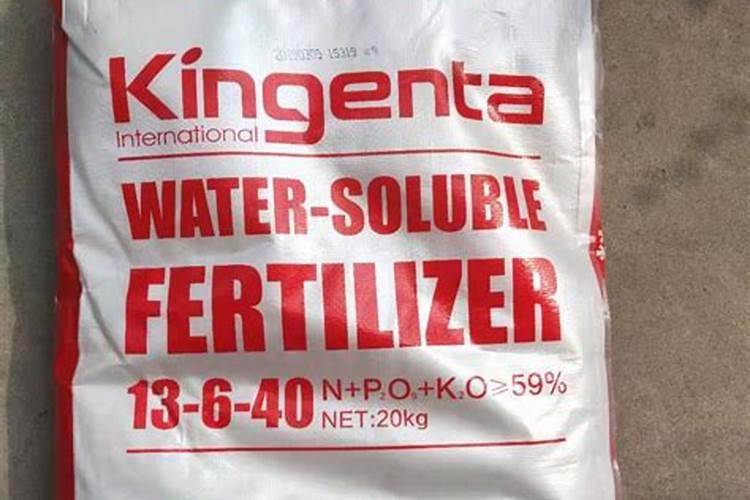 Kingenta
International
WATER-SOLUBLE
FERTILIZER
13-6-40 N+P₂O₅+K₂O≥59%
NET:20kg